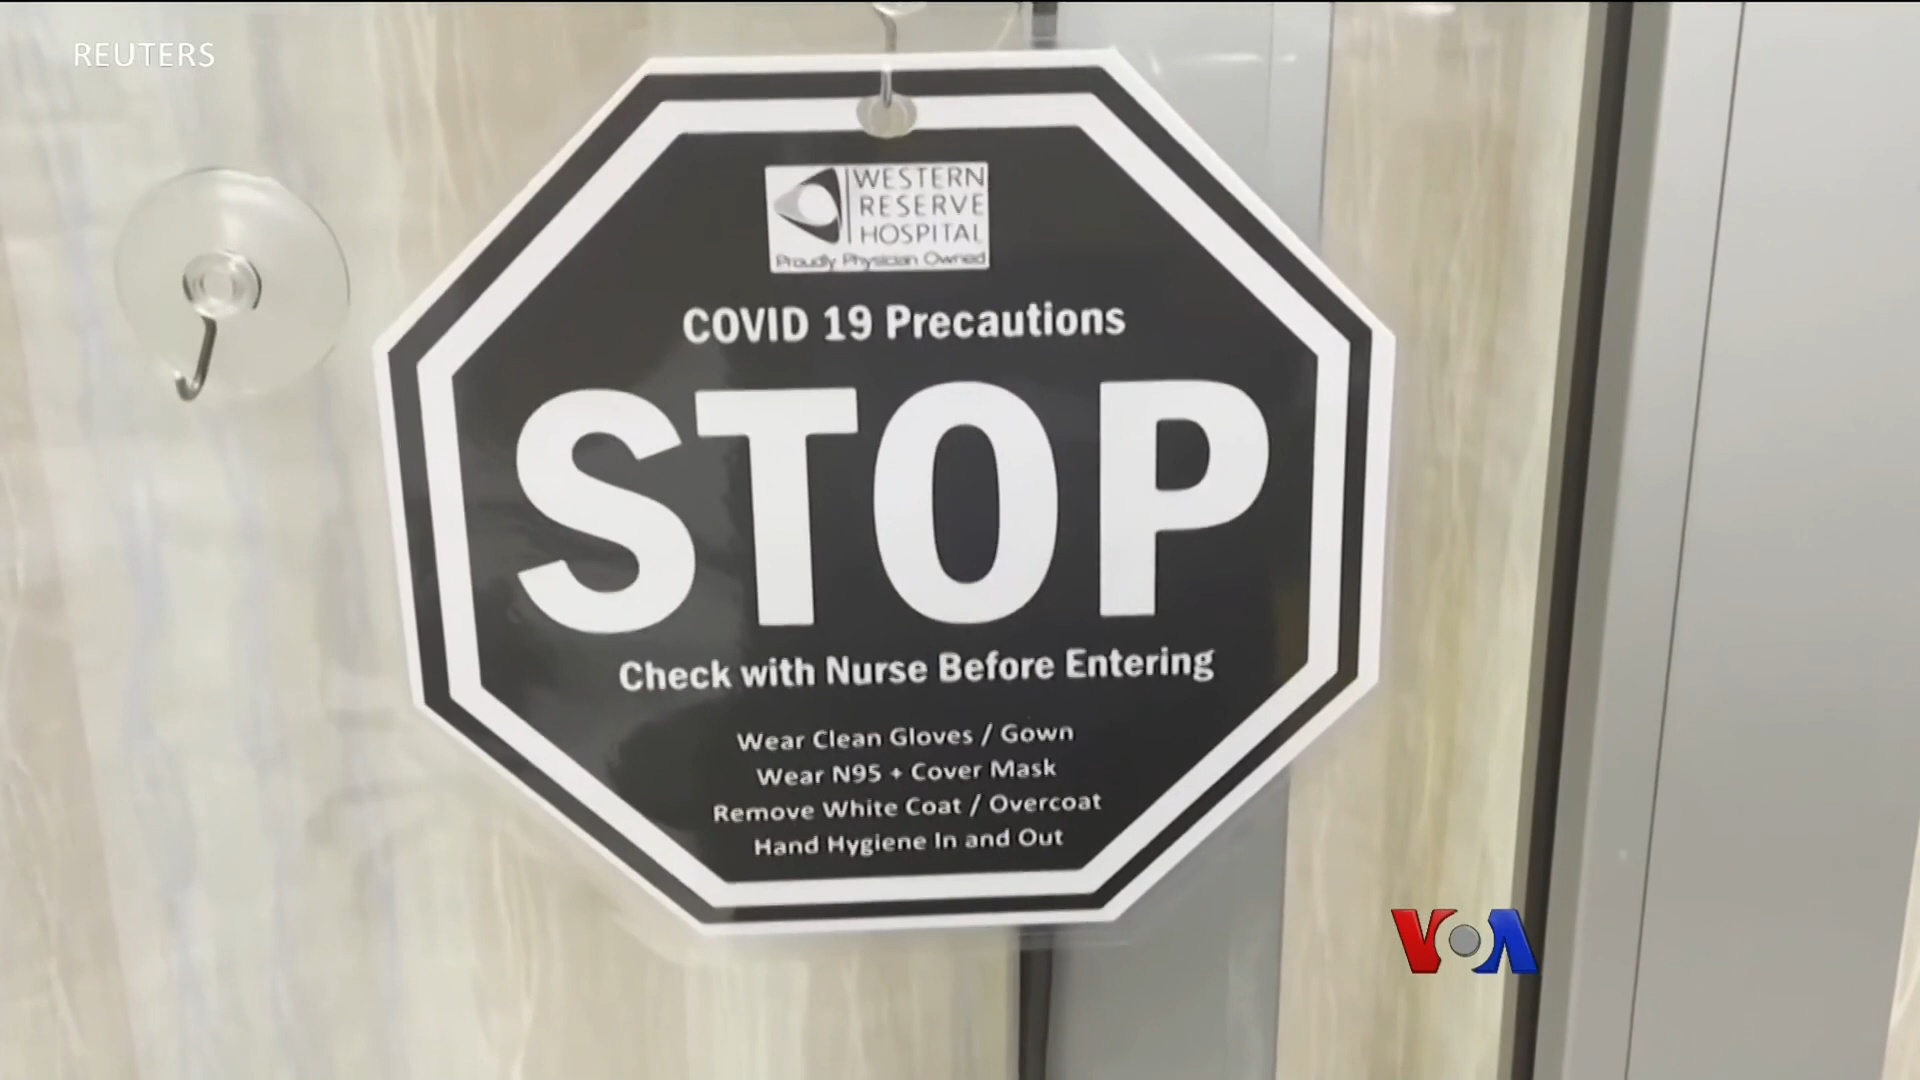 REUTERS
WESTERN
RESERVE
HOSPITAL
Proudly Physician Owned
COVID 19 Precautions
STOP
Check with Nurse Before Entering
Wear Clean Gloves / Gown
Wear N95 + Cover Mask
Remove White Coat / Overcoat
Hand Hygiene In and Out
VOA